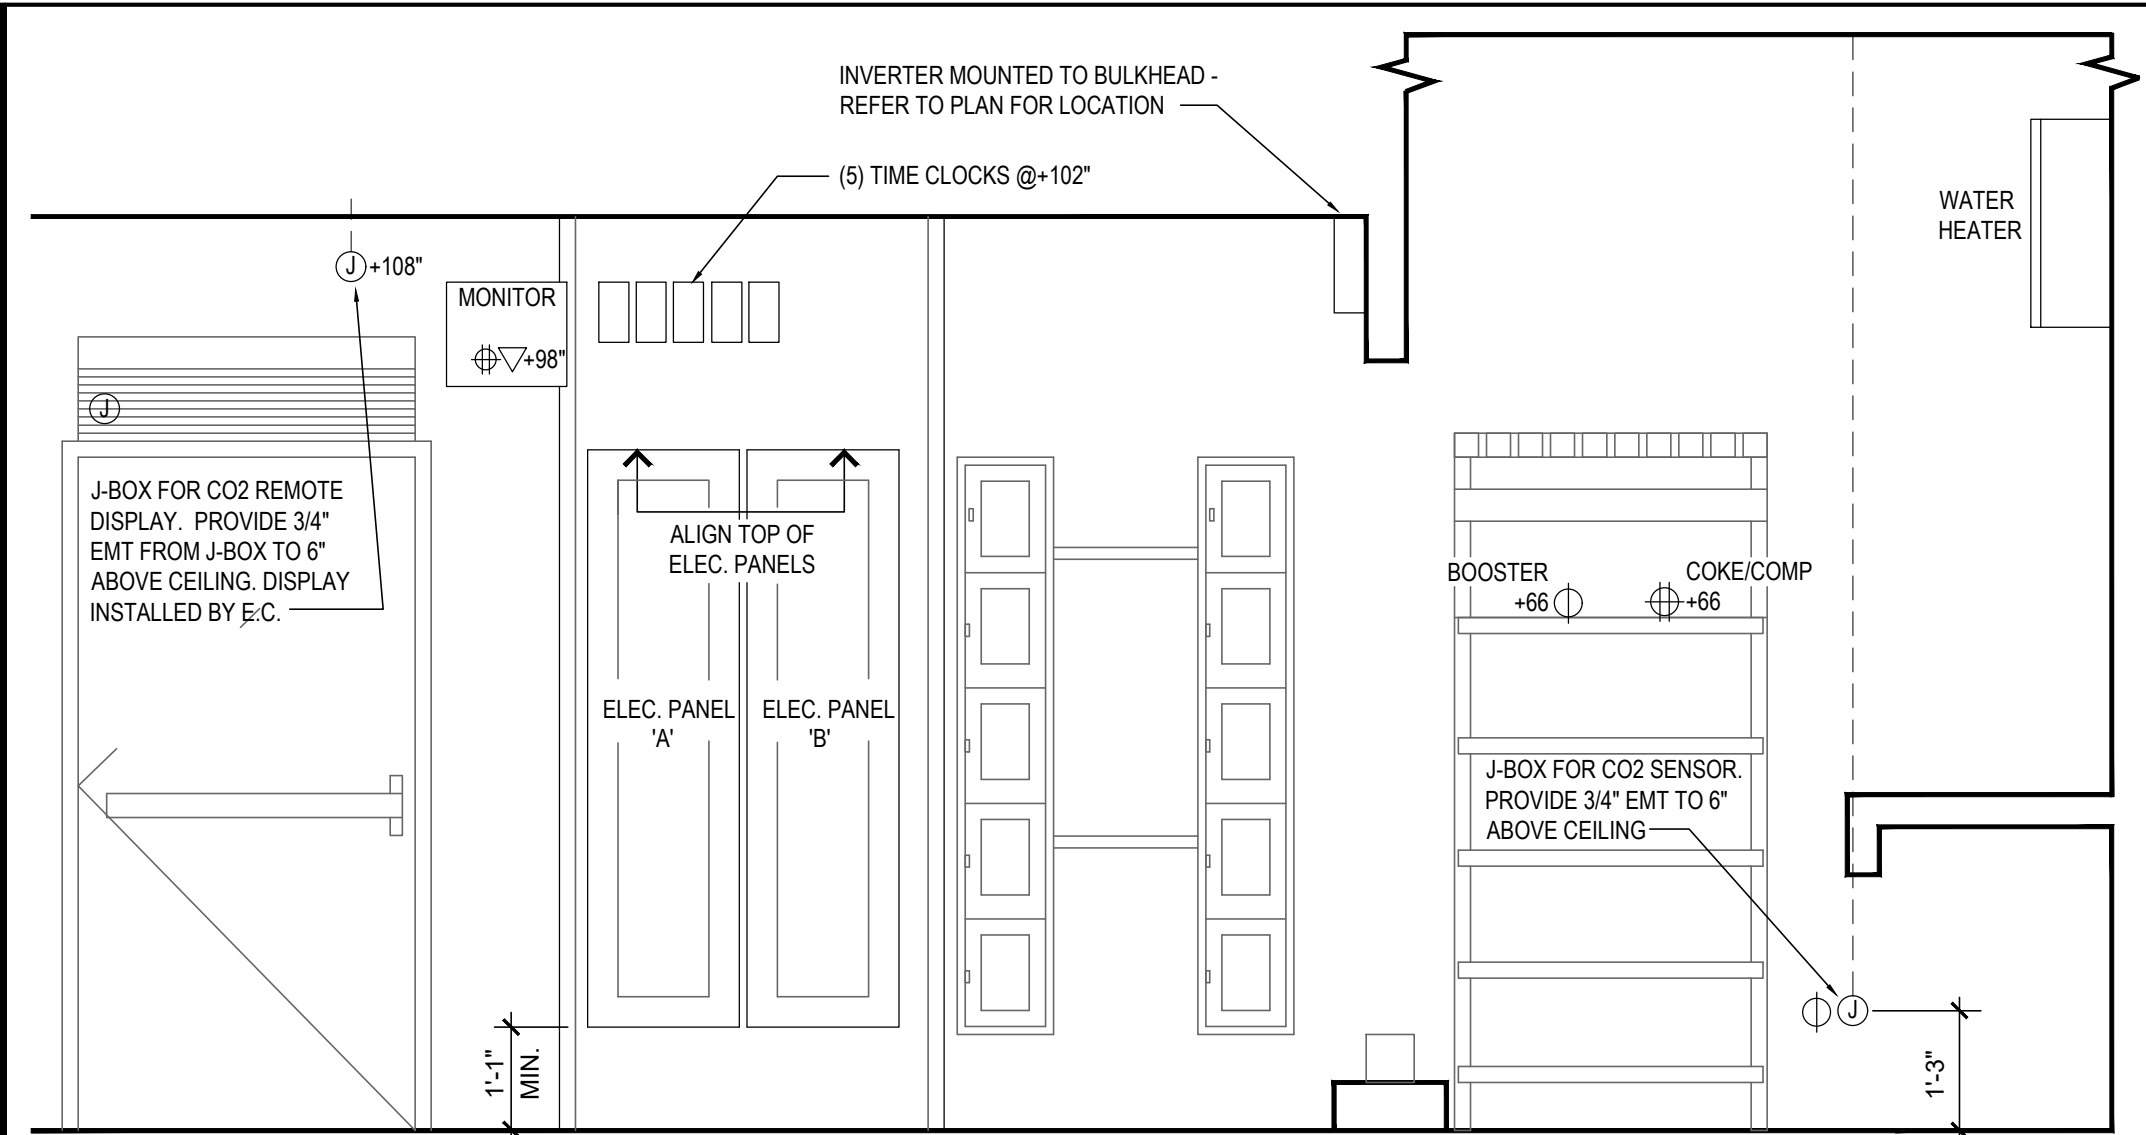 INVERTER MOUNTED TO BULKHEAD -
REFER TO PLAN FOR LOCATION
(5) TIME CLOCKS @+102"
WATER
HEATER
J +108"
MONITOR
+98"
J
J-BOX FOR CO2 REMOTE
DISPLAY. PROVIDE 3/4"
EMT FROM J-BOX TO 6"
ABOVE CEILING. DISPLAY
INSTALLED BY E.C.
ALIGN TOP OF
ELEC. PANELS
ELEC. PANEL
'A'
ELEC. PANEL
'B'
BOOSTER
+66
COKE/COMP
+66
J-BOX FOR CO2 SENSOR.
PROVIDE 3/4" EMT TO 6"
ABOVE CEILING
J
1'-1"
MIN.
1'-3"